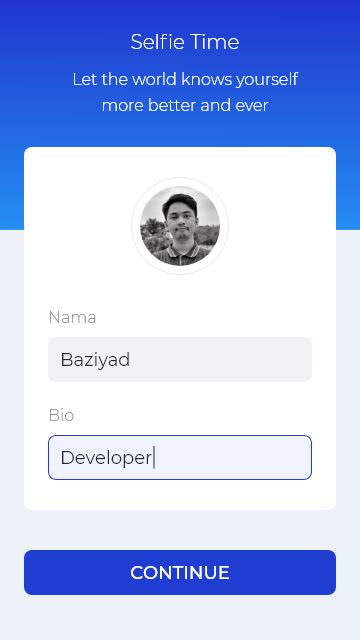 Selfie Time
Let the world knows yourself
more better and ever
Nama
Baziyad
Bio
Developer
CONTINUE